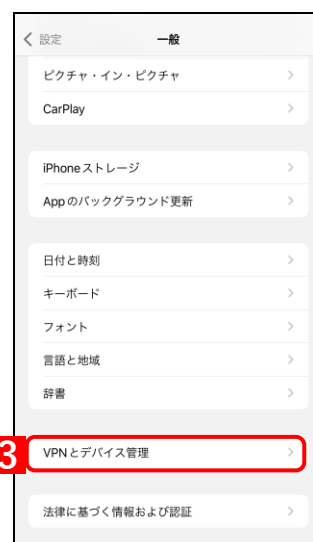 設定 一般
ピクチャ・イン・ピクチャ
CarPlay
iPhoneストレージ
Appのバックグラウンド更新
日付と時刻
キーボード
フォント
言語と地域
辞書
3 VPNとデバイス管理
法律に基づく情報および認証